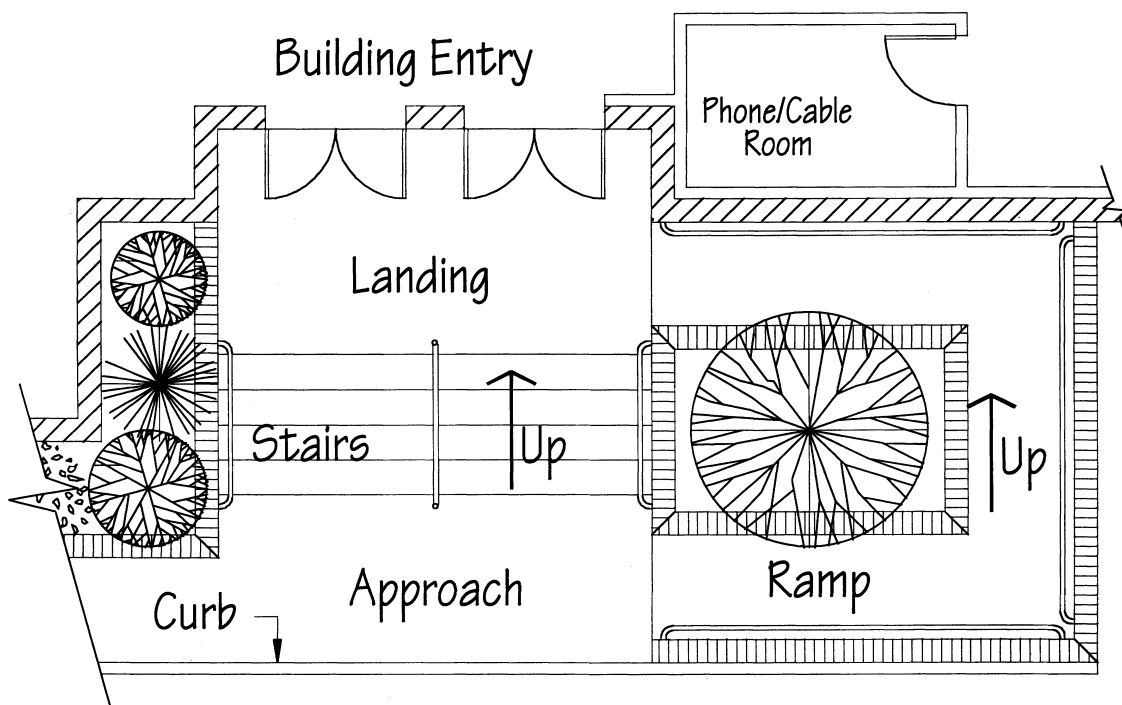 Building Entry
Phone/Cable
Room
Landing
Stairs
Up
Up
Approach
Ramp
Curb